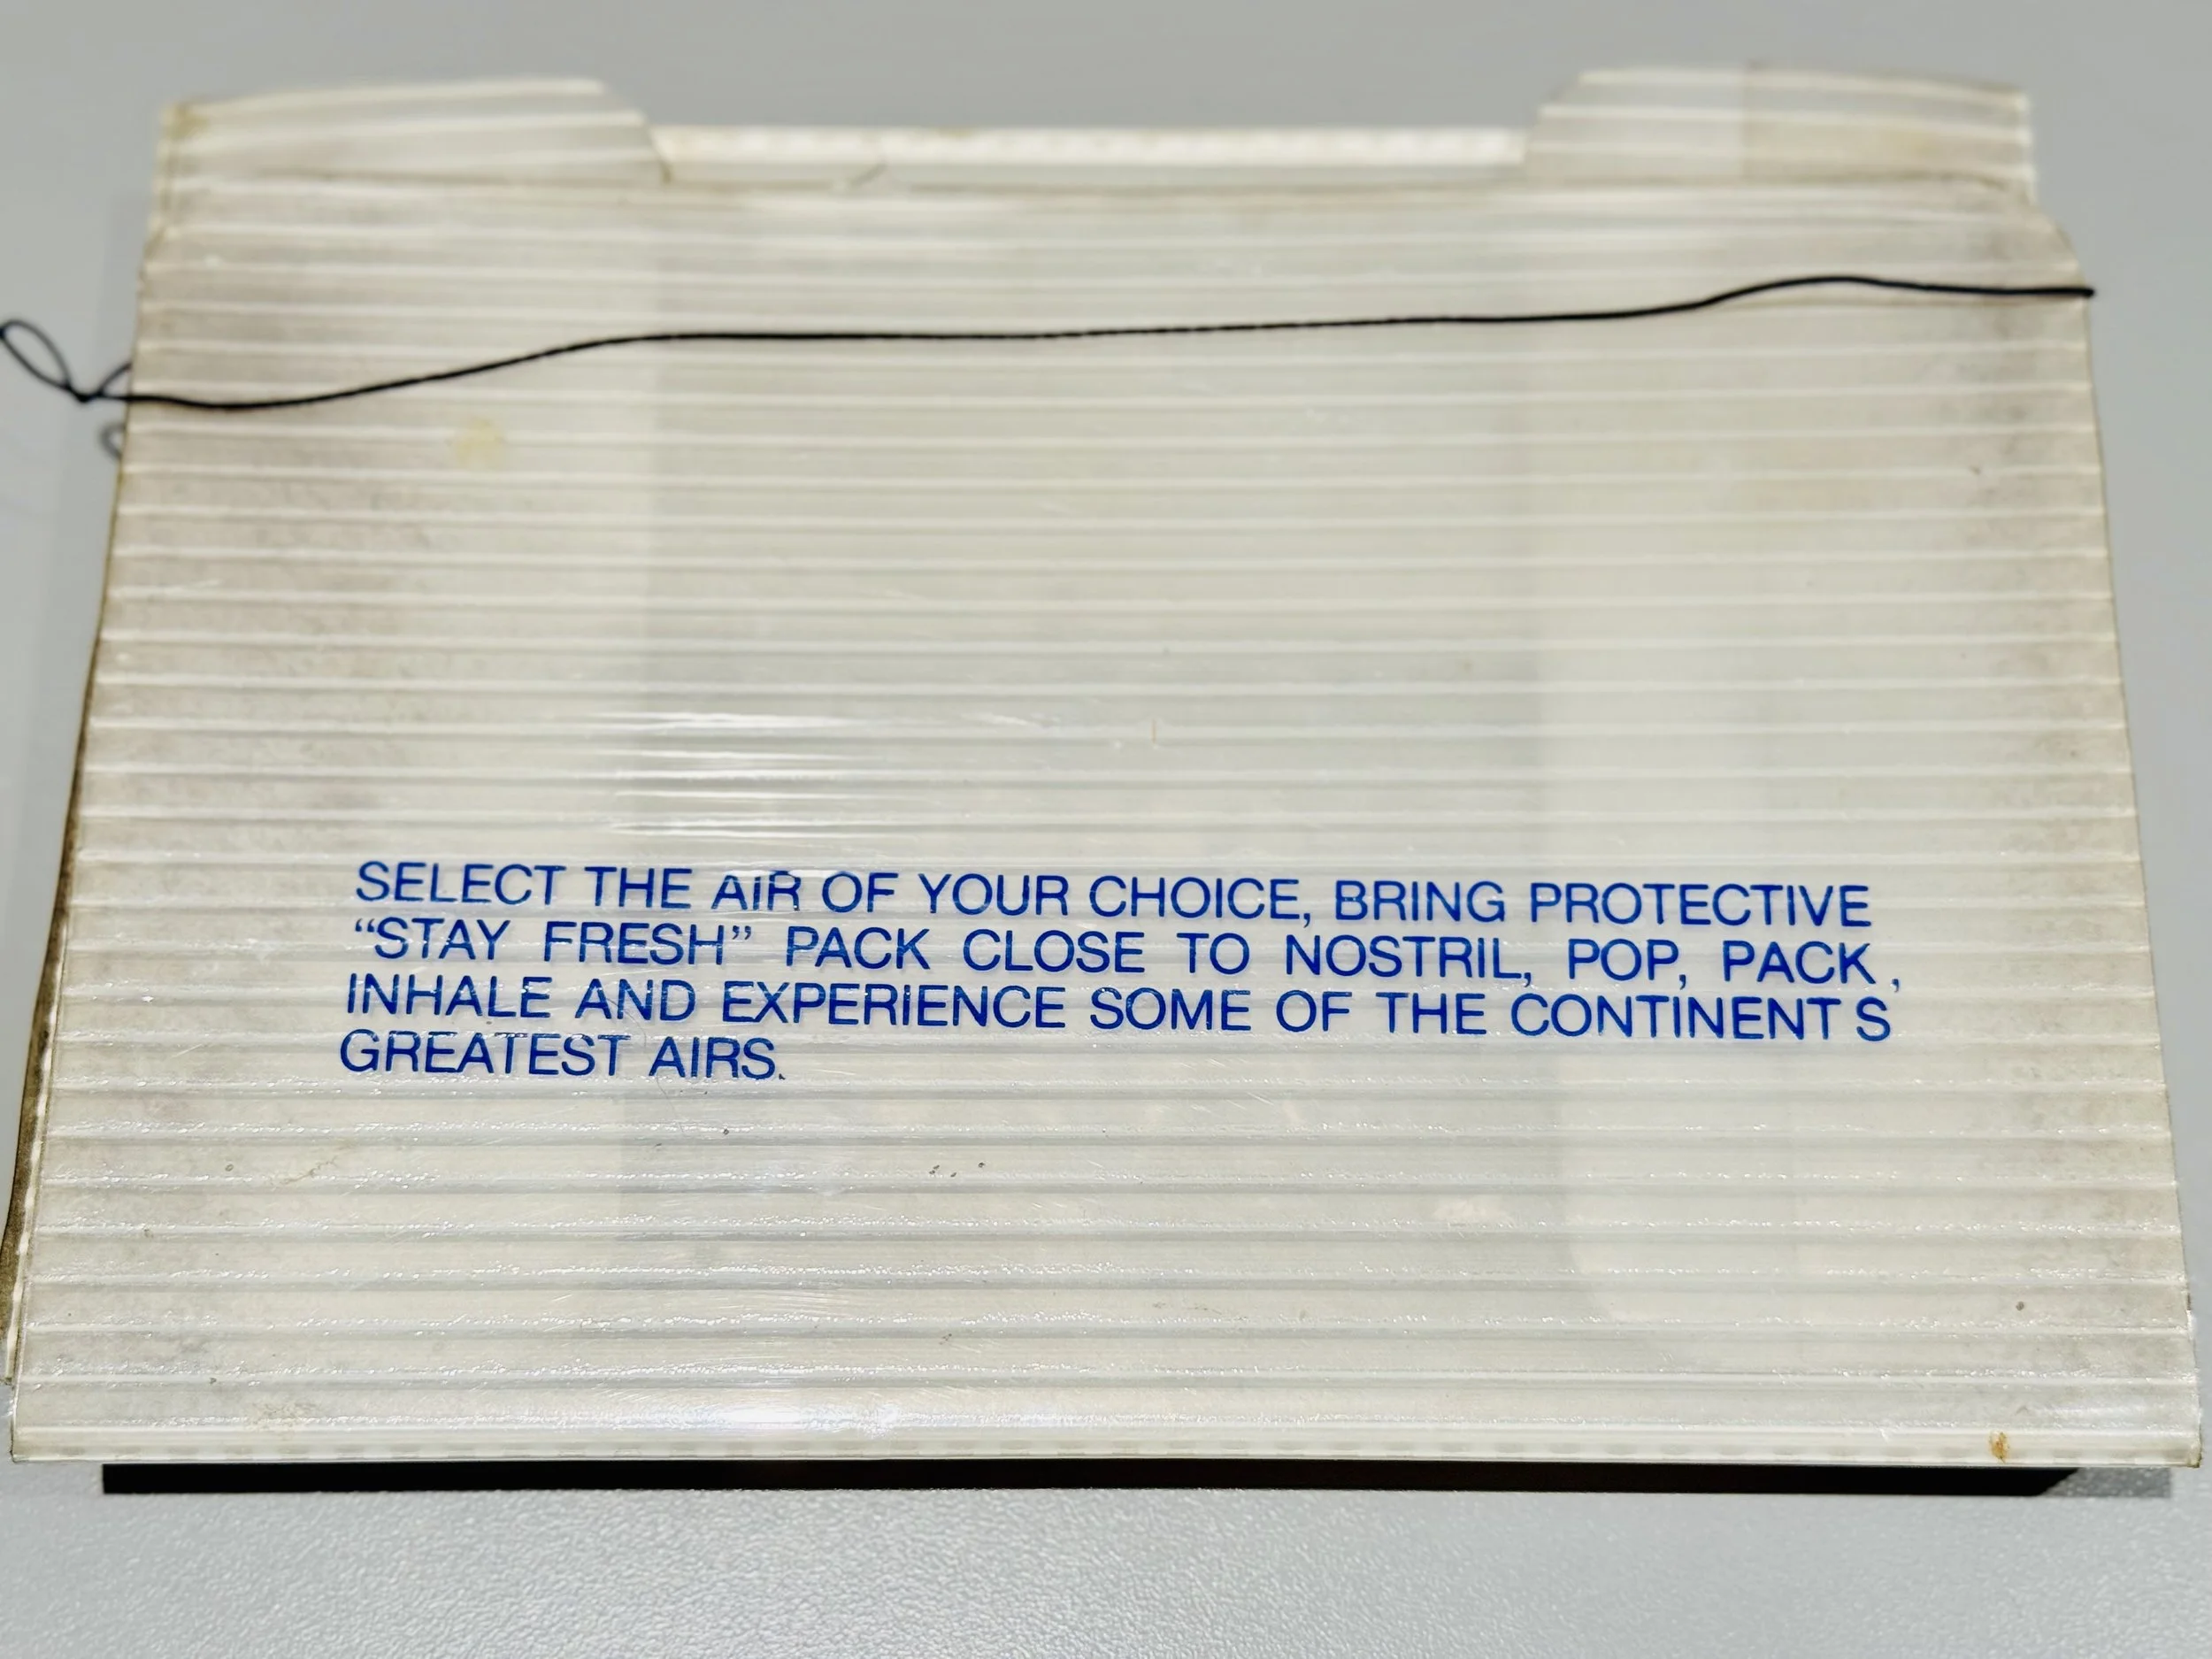 SELECT THE AIR OF YOUR CHOICE, BRING PROTECTIVE
“STAY FRESH” PACK CLOSE TO NOSTRIL, POP, PACK,
INHALE AND EXPERIENCE SOME OF THE CONTINENT S
GREATEST AIRS.